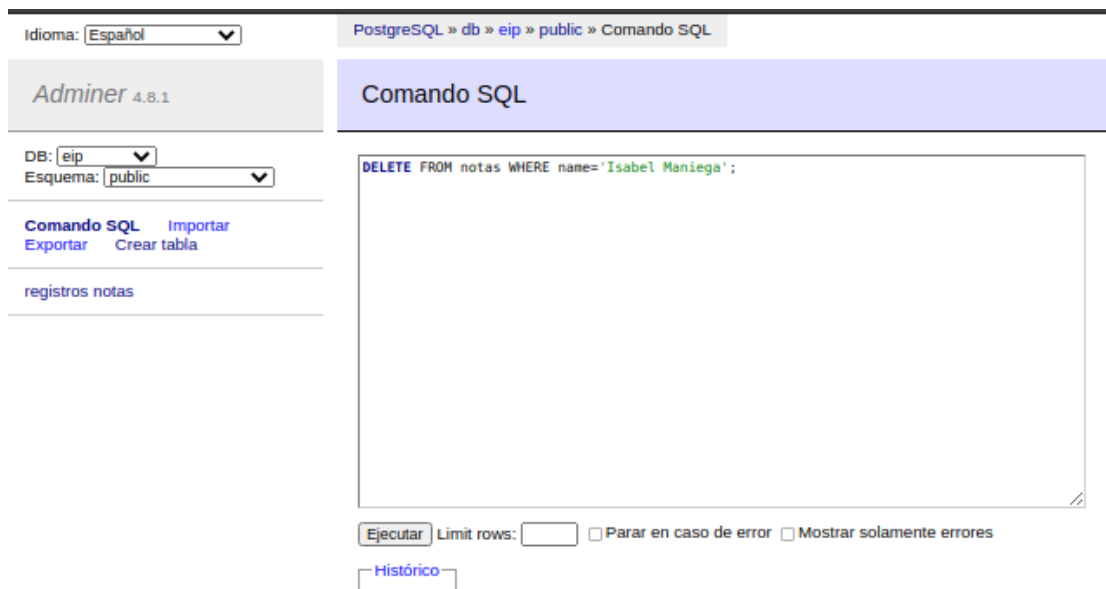 Idioma: Español
PostgreSQL » db » eip » public » Comando SQL
Adminer 4.8.1
Comando SQL
DB: eip
Esquema: public
Comando SQL Importar
Exportar Crear tabla
registros notas
DELETE FROM notas WHERE name='Isabel Maniega';
Ejecutar Limit rows: Parar en caso de error Mostrar solamente errores
Histórico